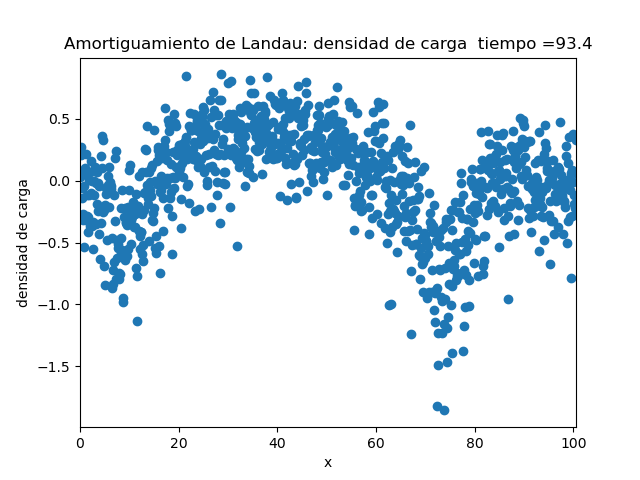 Amortiguamiento de Landau: densidad de carga  tiempo =93.4
densidad de carga
0.5
0.0
−0.5
−1.0
−1.5
0 20 40 60 80 100
x